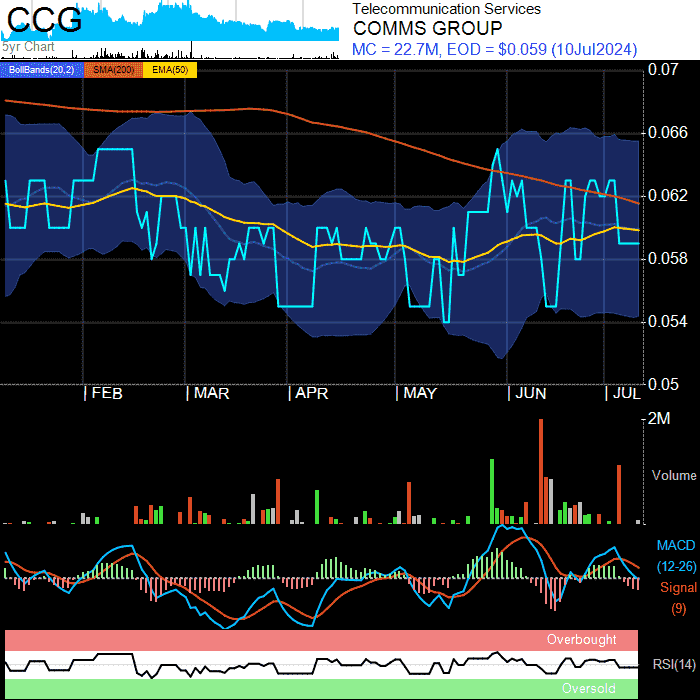 CCG
5yr Chart
Telecommunication Services
COMMS GROUP
MC = 22.7M, EOD = $0.059 (10Jul2024)
BollBands(20,2) SMA(200) EMA(50)
0.07
0.066
0.062
0.058
0.054
0.05
FEB MAR APR MAY JUN JUL
2M
Volume
MACD
(12-26)
Signal
(9)
Overbought
RSI(14)
Oversold